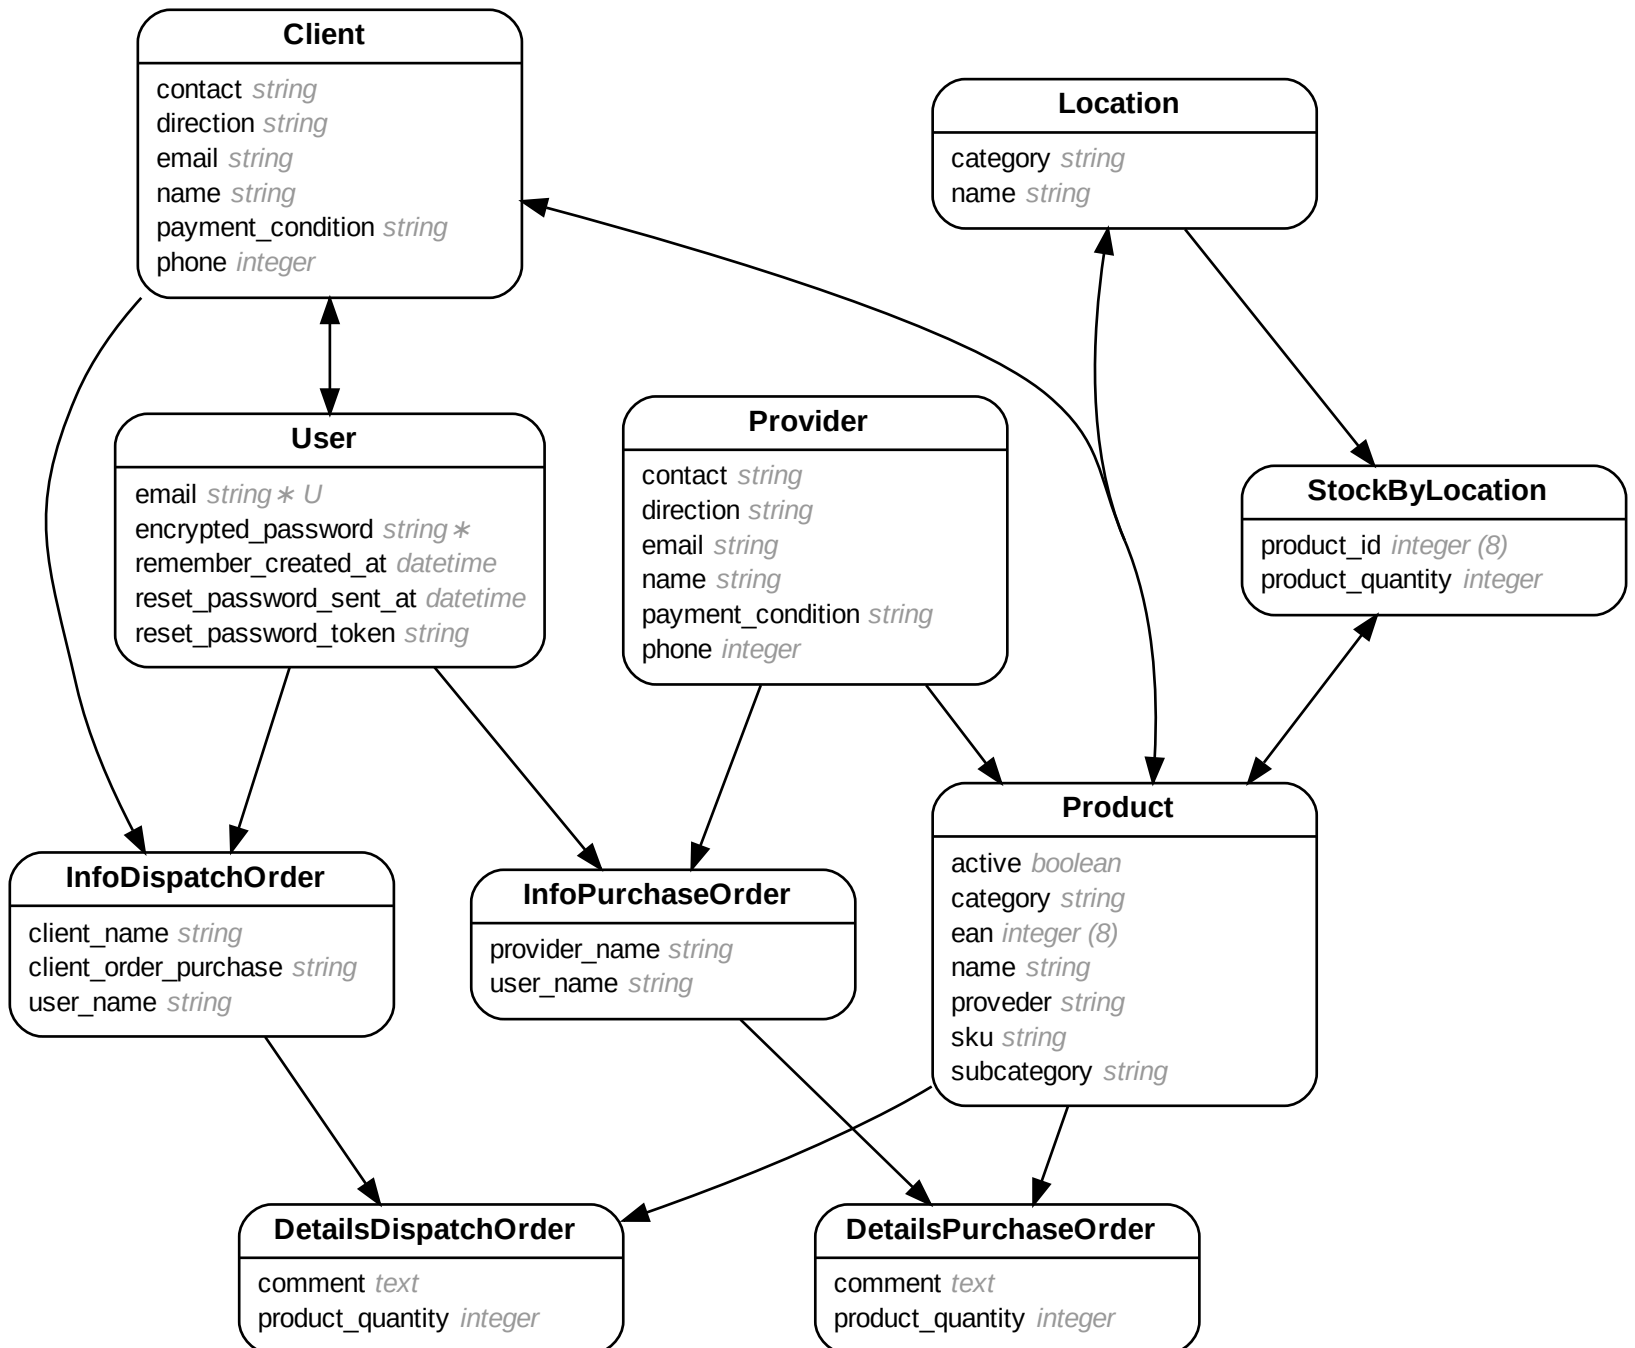 Client
contact string
direction string
email string
name string
payment_condition string
phone integer
Location
category string
name string
User
email string∗ U
encrypted_password string∗
remember_created_at datetime
reset_password_sent_at datetime
reset_password_token string
Provider
contact string
direction string
email string
name string
payment_condition string
phone integer
StockByLocation
product_id integer (8)
product_quantity integer
InfoDispatchOrder
client_name string
client_order_purchase string
user_name string
InfoPurchaseOrder
provider_name string
user_name string
Product
active boolean
category string
ean integer (8)
name string
proveder string
sku string
subcategory string
DetailsDispatchOrder
comment text
product_quantity integer
DetailsPurchaseOrder
comment text
product_quantity integer